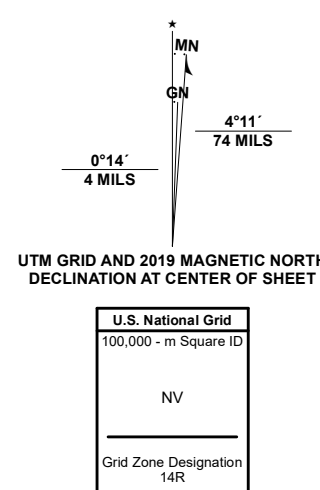 ★
MN
GN
4°11´
74 MILS
0°14´
4 MILS
UTM GRID AND 2019 MAGNETIC NORTH
DECLINATION AT CENTER OF SHEET
U.S. National Grid
100,000 - m Square ID
NV
Grid Zone Designation
14R